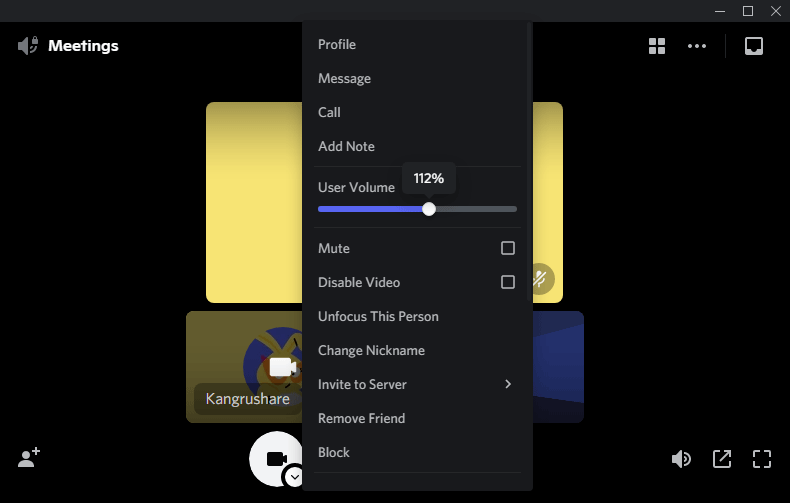 Meetings
Profile
Message
Call
Add Note
112%
User Volume
Mute
Disable Video
Unfocus This Person
Change Nickname
Invite to Server
Remove Friend
Block
Kangrushare